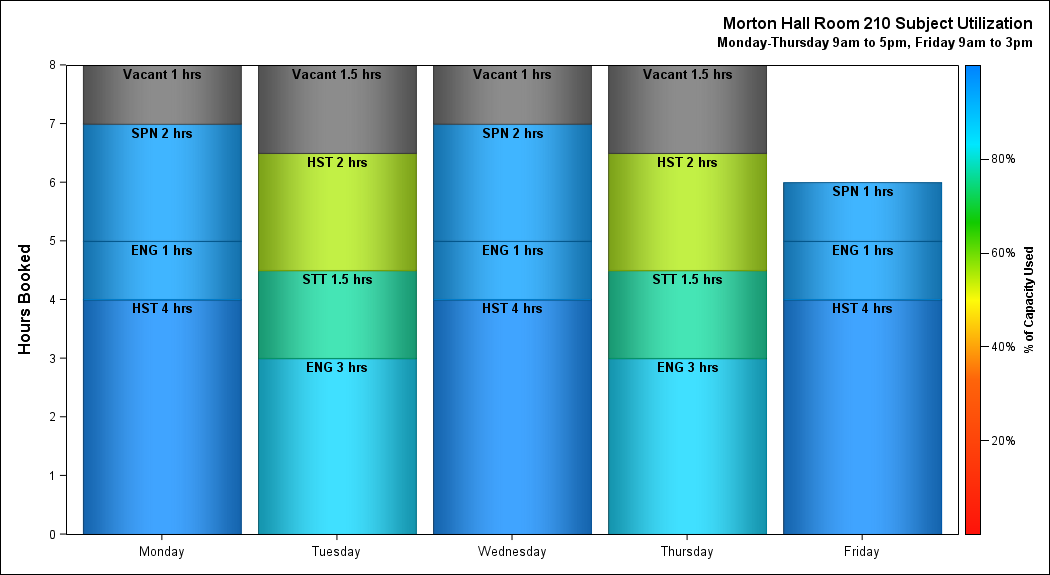 Morton Hall Room 210 Subject Utilization
Monday-Thursday 9am to 5pm, Friday 9am to 3pm
Hours Booked
8
7
6
5
4
3
2
1
0
Vacant 1 hrs
SPN 2 hrs
ENG 1 hrs
HST 4 hrs
Monday
Vacant 1.5 hrs
HST 2 hrs
STT 1.5 hrs
ENG 3 hrs
Tuesday
Vacant 1 hrs
SPN 2 hrs
ENG 1 hrs
HST 4 hrs
Wednesday
Vacant 1.5 hrs
HST 2 hrs
STT 1.5 hrs
ENG 3 hrs
Thursday
SPN 1 hrs
ENG 1 hrs
HST 4 hrs
Friday
80%
60%
40%
20%
% of Capacity Used